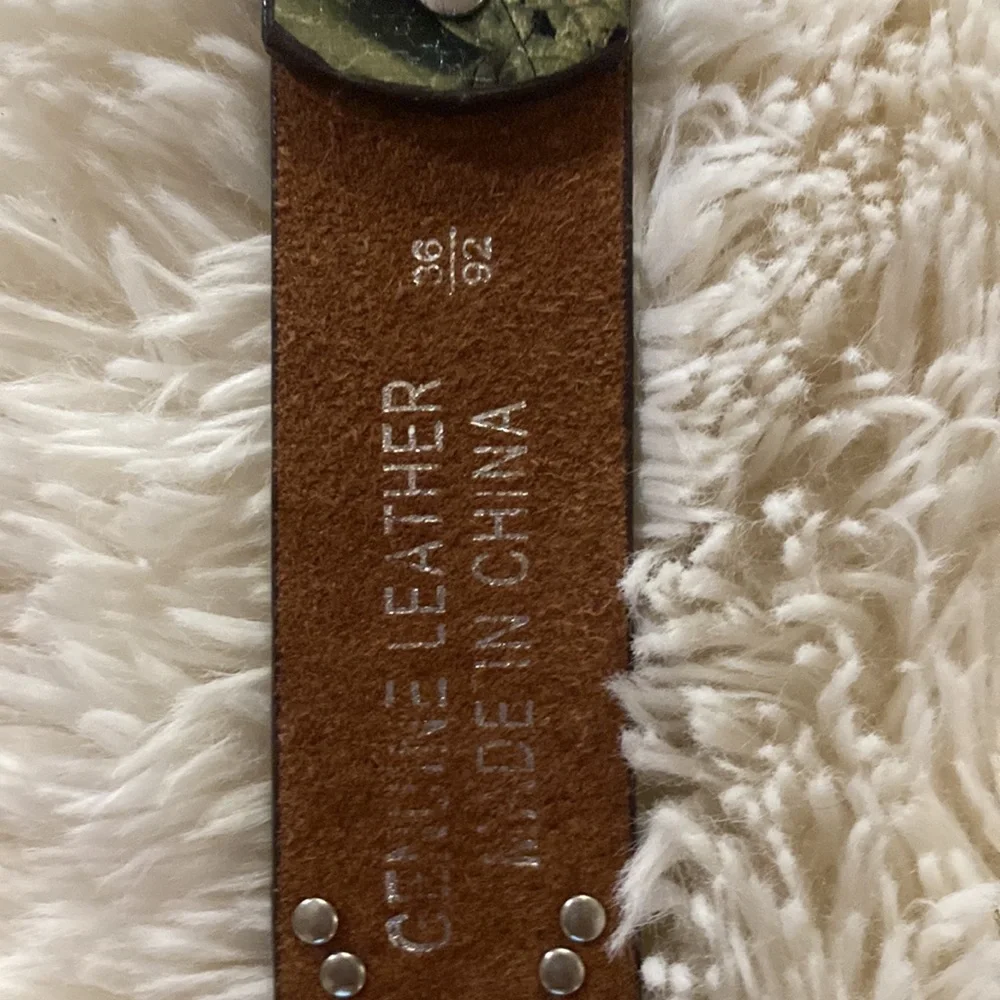 GENUINE LEATHER
MADE IN CHINA
36
92